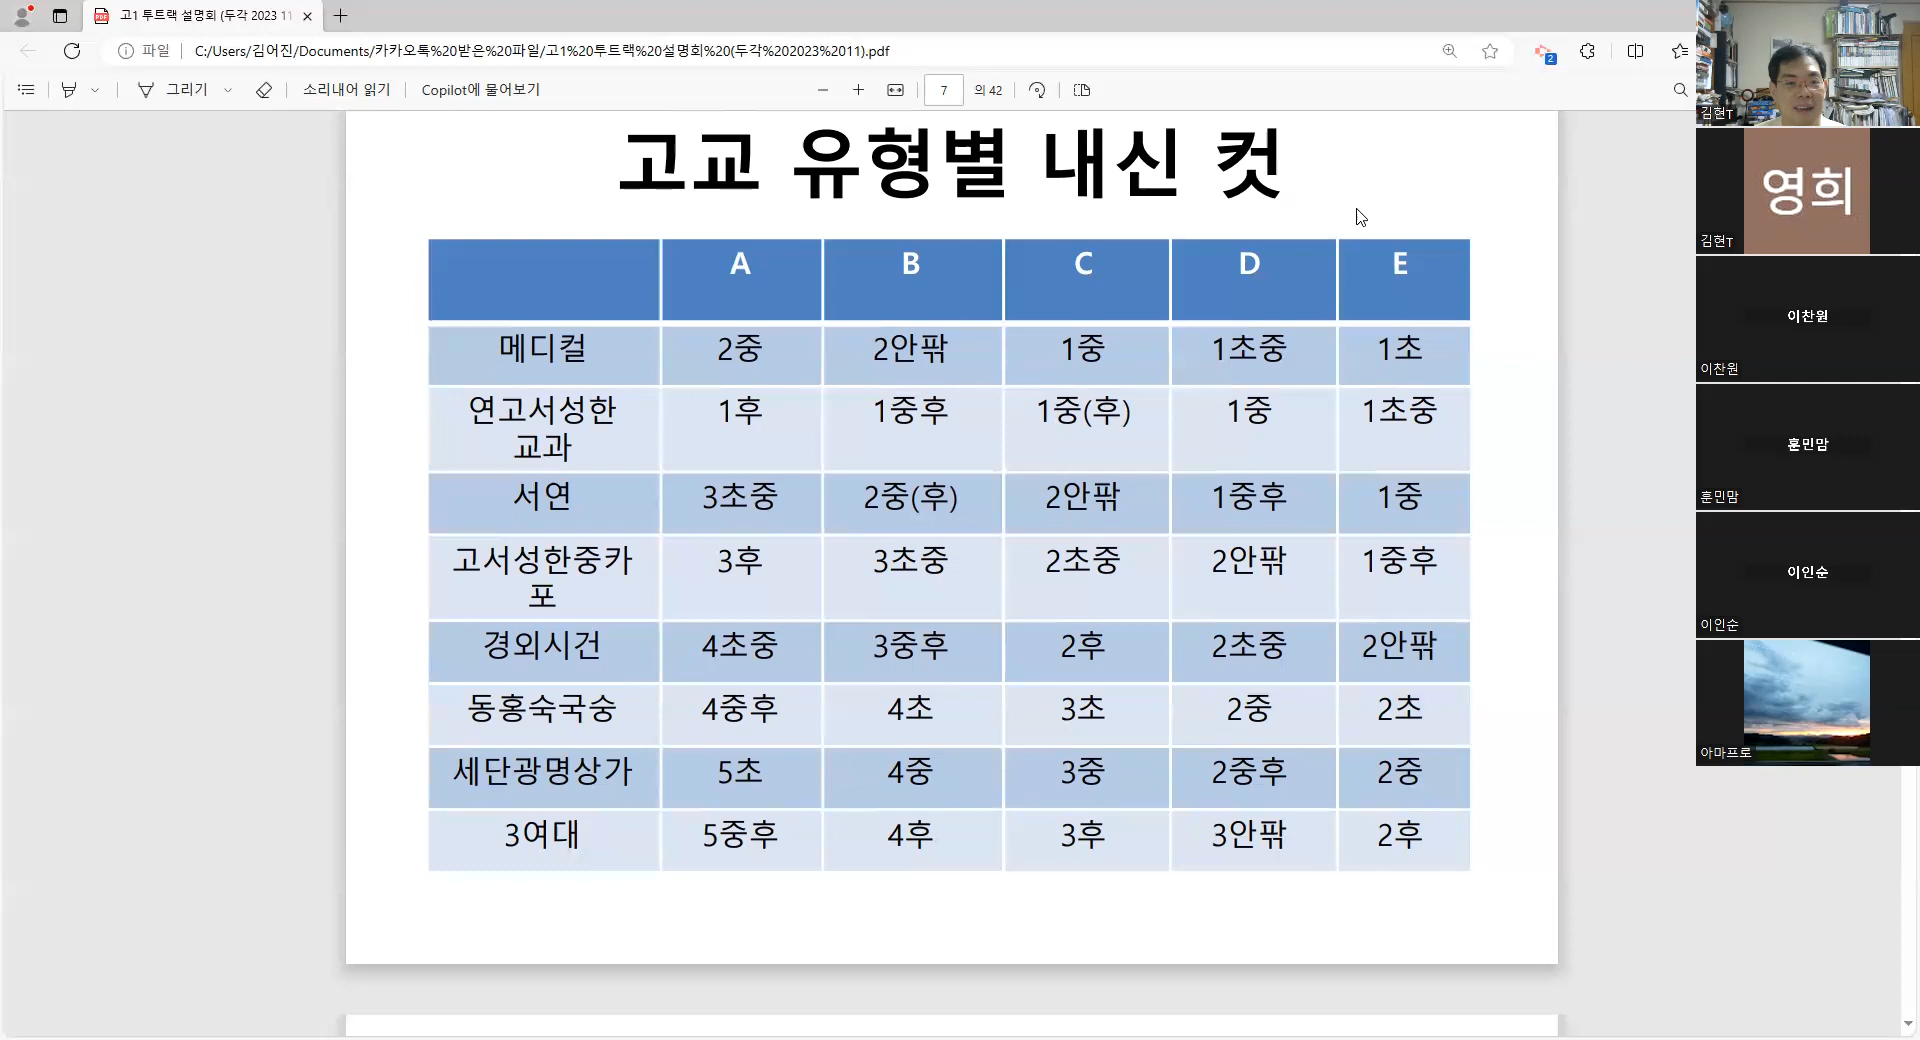 고1 투트랙 설명회 (두각 2023 11
파일
C:/Users/김어진/Documents/카카오톡%20받은%20파일/고1%20투트랙%20설명회%20(두각%202023%2011).pdf
2
그리기
소리내어 읽기
Copilot에 물어보기
7
의 42
고교 유형별 내신 컷
A B C D E
메디컬 2중 2안팎 1중 1초중 1초
연고서성한 1후 1중후 1중(후) 1중 1초중
교과
서연 3초중 2중(후) 2안팎 1중후 1중
고서성한중카 3후 3초중 2초중 2안팎 1중후
포
경외시건 4초중 3중후 2후 2초중 2안팎
동홍숙국숭 4중후 4초 3초 2중 2초
세단광명상가 5초 4중 3중 2중후 2중
3여대 5중후 4후 3후 3안팎 2후
김현T
영희
김현T
이찬원
이찬원
훈민맘
훈민맘
이인순
이인순
아마프로